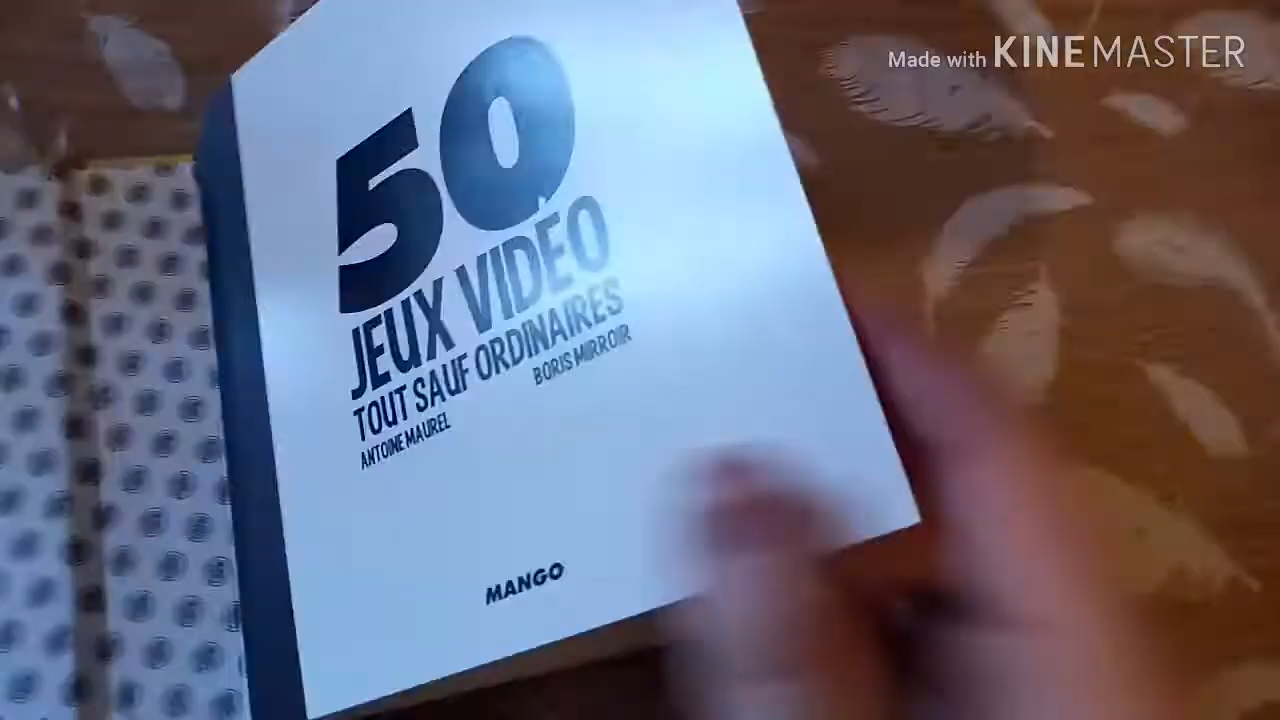 Made with KINEMASTER
50
JEUX VIDÉO
TOUT SAUF ORDINAIRES
ANTOINE MAUREL
BORIS MIRROIR
MANGO